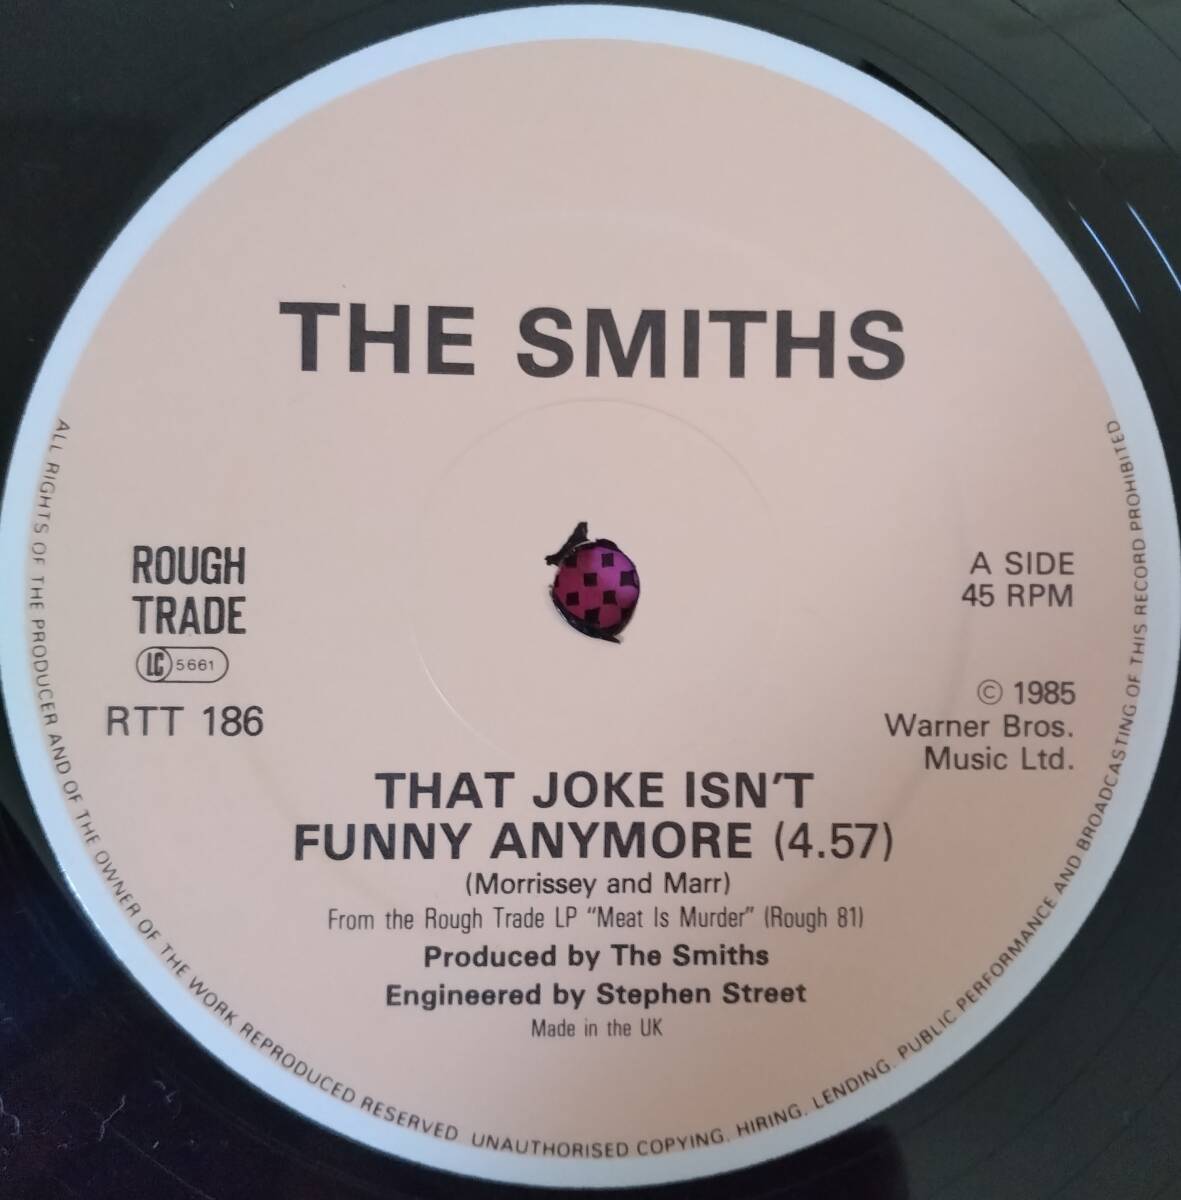 THE SMITHS
ROUGH
TRADE
LC 5661
RTT 186
A SIDE
45 RPM
© 1985
Warner Bros.
Music Ltd.
THAT JOKE ISN'T
FUNNY ANYMORE (4.57)
(Morrissey and Marr)
From the Rough Trade LP "Meat Is Murder" (Rough 81)
Produced by The Smiths
Engineered by Stephen Street
Made in the UK
ALL RIGHTS OF THE PRODUCER AND OF THE OWNER OF THE WORK REPRODUCED RESERVED. UNAUTHORISED COPYING, HIRING, LENDING, PUBLIC PERFORMANCE AND BROADCASTING OF THIS RECORD PROHIBITED